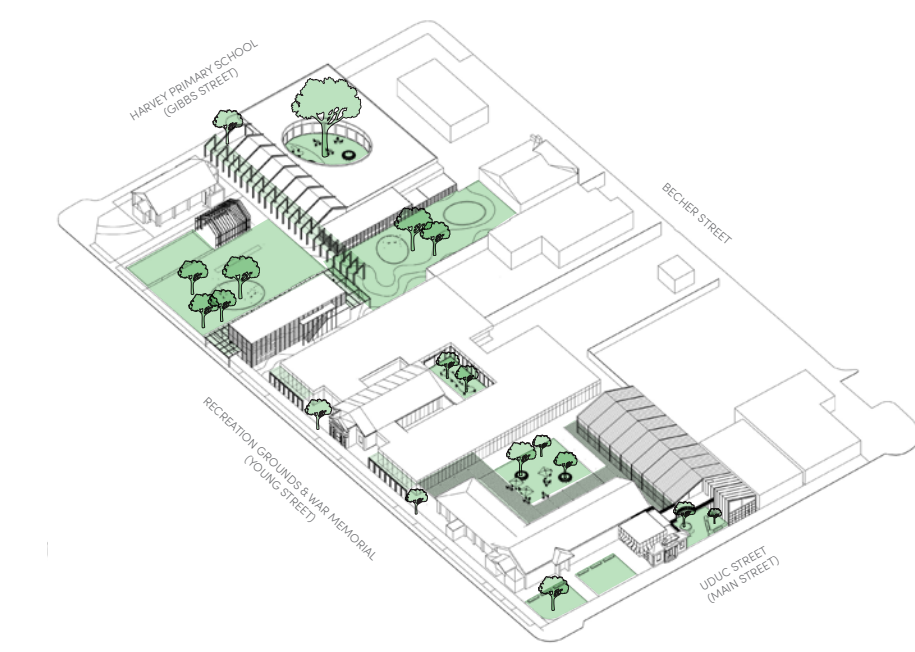 HARVEY PRIMARY SCHOOL
(GIBBS STREET)
BECHER STREET
RECREATION GROUNDS & WAR MEMORIAL
(YOUNG STREET)
UDUC STREET
(MAIN STREET)